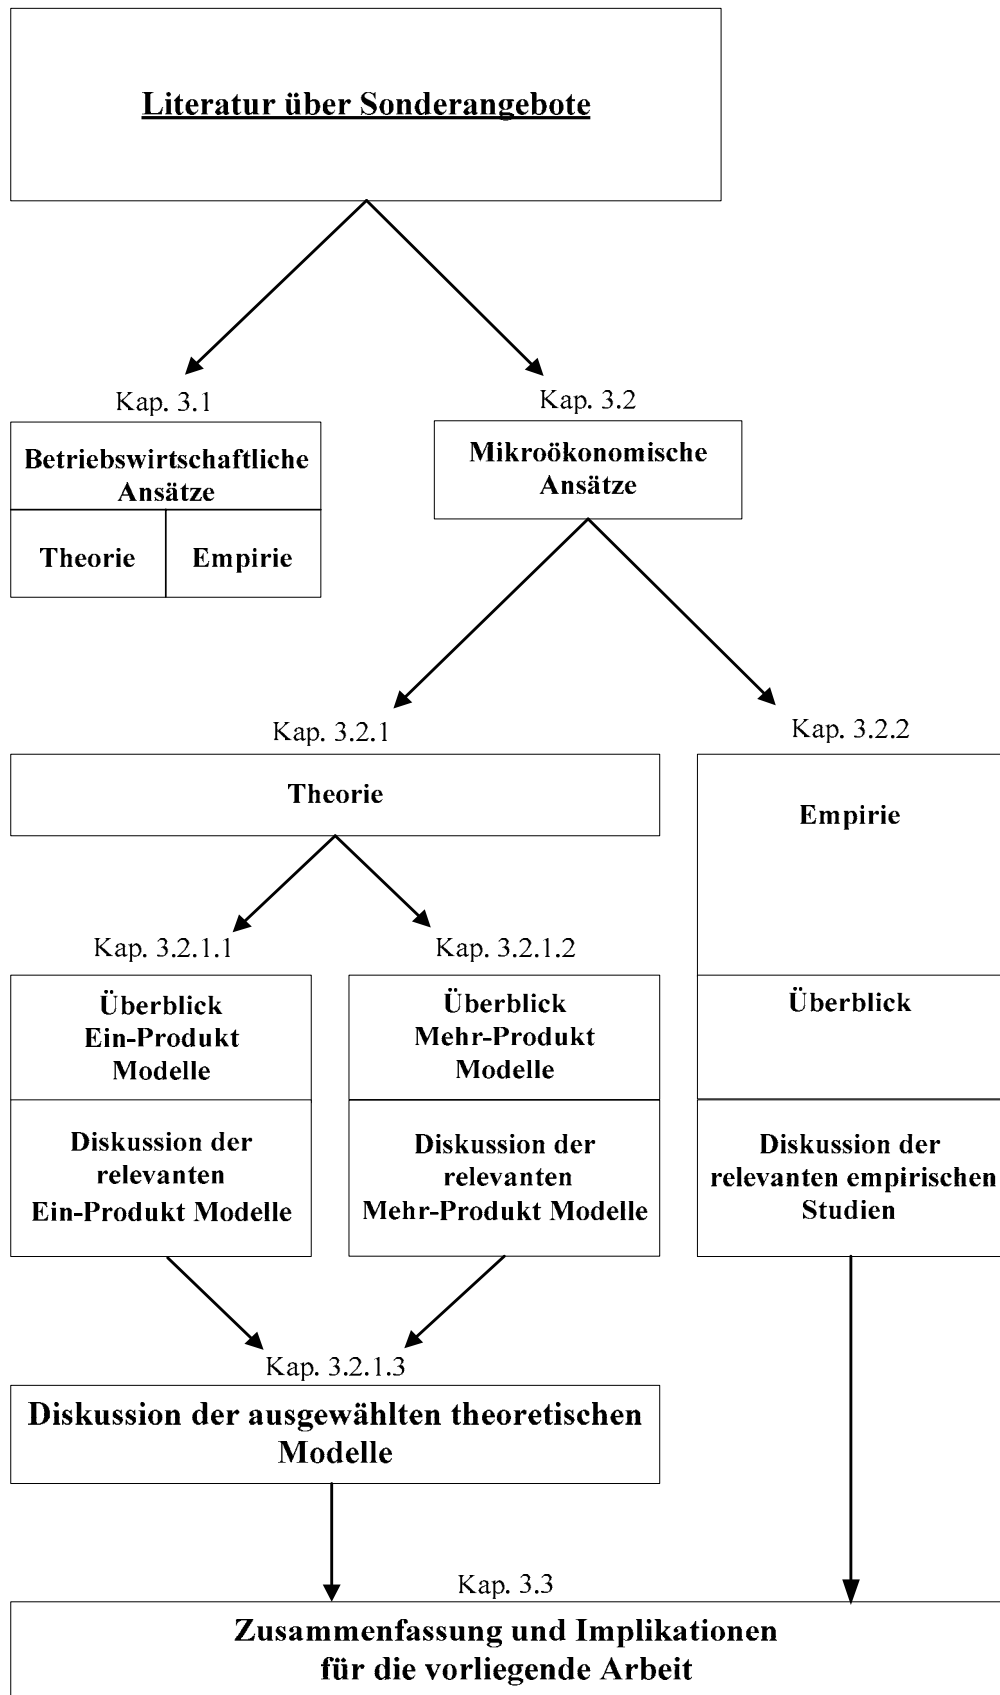 Literatur über Sonderangebote
Kap. 3.1
Betriebswirtschaftliche
Ansätze
Theorie
Empirie
Kap. 3.2
Mikroökonomische
Ansätze
Kap. 3.2.1
Theorie
Kap. 3.2.2
Empirie
Kap. 3.2.1.1
Überblick
Ein-Produkt
Modelle
Diskussion der
relevanten
Ein-Produkt Modelle
Kap. 3.2.1.2
Überblick
Mehr-Produkt
Modelle
Diskussion der
relevanten
Mehr-Produkt Modelle
Überblick
Diskussion der
relevanten empirischen
Studien
Kap. 3.2.1.3
Diskussion der ausgewählten theoretischen
Modelle
Kap. 3.3
Zusammenfassung und Implikationen
für die vorliegende Arbeit